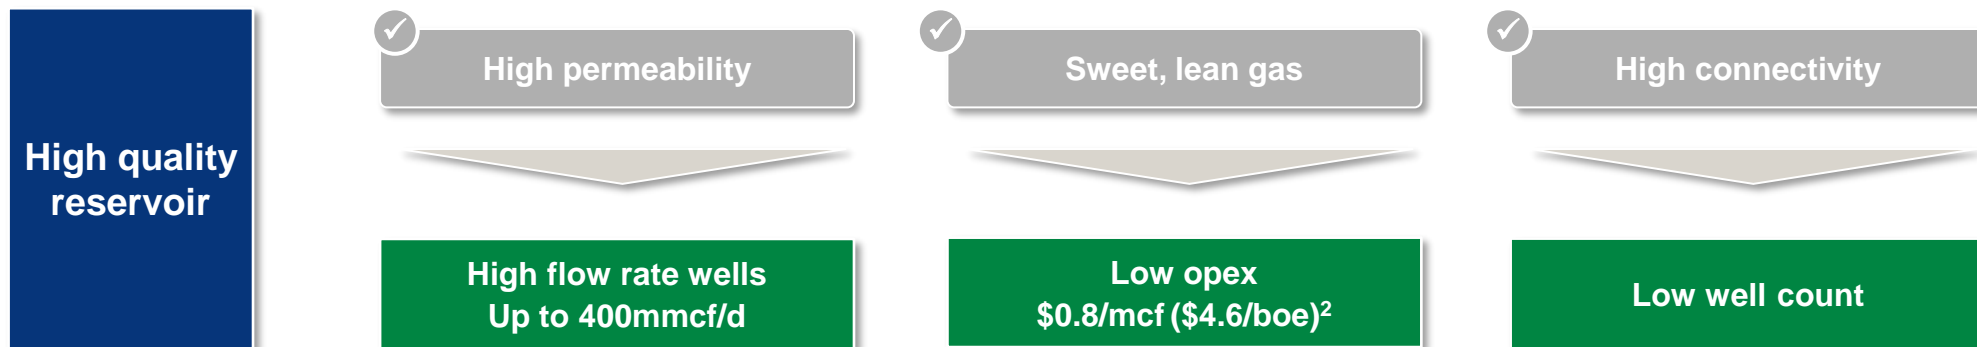 High quality
reservoir
High permeability
Sweet, lean gas
High connectivity
High flow rate wells
Up to 400mmcf/d
Low opex
$0.8/mcf ($4.6/boe)²
Low well count